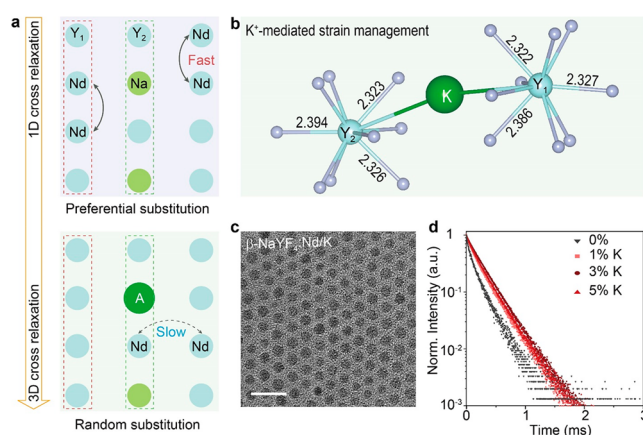 a
1D cross relaxation
3D cross relaxation
Y1
Y2
Nd
Nd
Na
Fast
Nd
Nd
Preferential substitution
A
Slow
Nd
Nd
Random substitution
b
K+-mediated strain management
2.322
Y1
2.327
2.386
K
2.323
2.394
Y2
2.326
c
β-NaYF4:Nd/K
d
Norm. Intensity (a.u.)
1
10-1
10-2
10-3
0%
1% K
3% K
5% K
0
1
2
3
Time (ms)